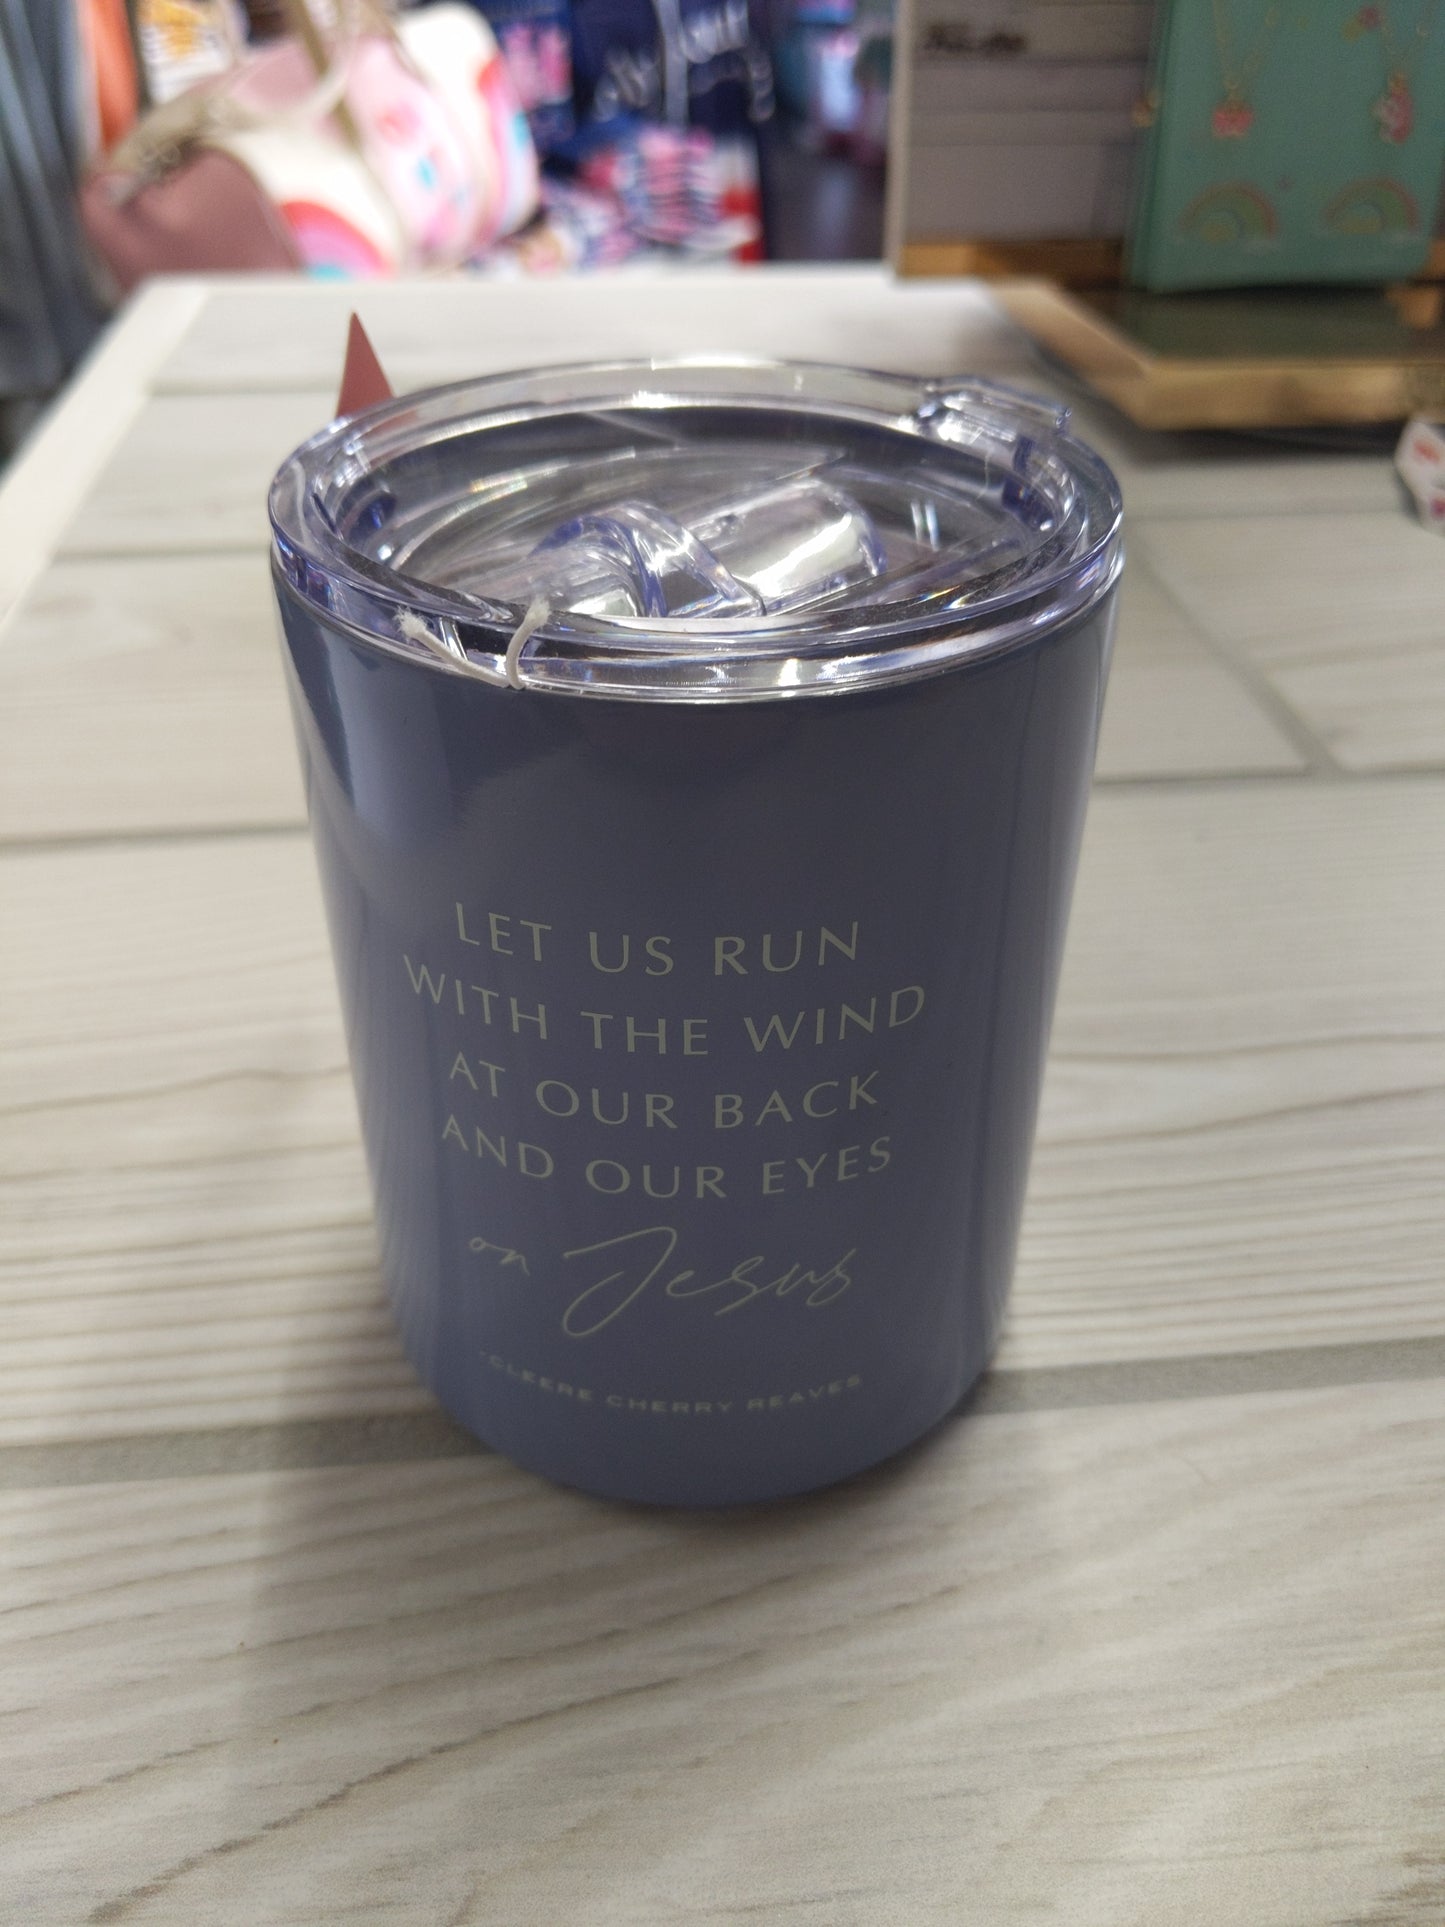 LET US RUN
WITH THE WIND
AT OUR BACK
AND OUR EYES
on Jesus
-CLEERE CHERRY REAVES